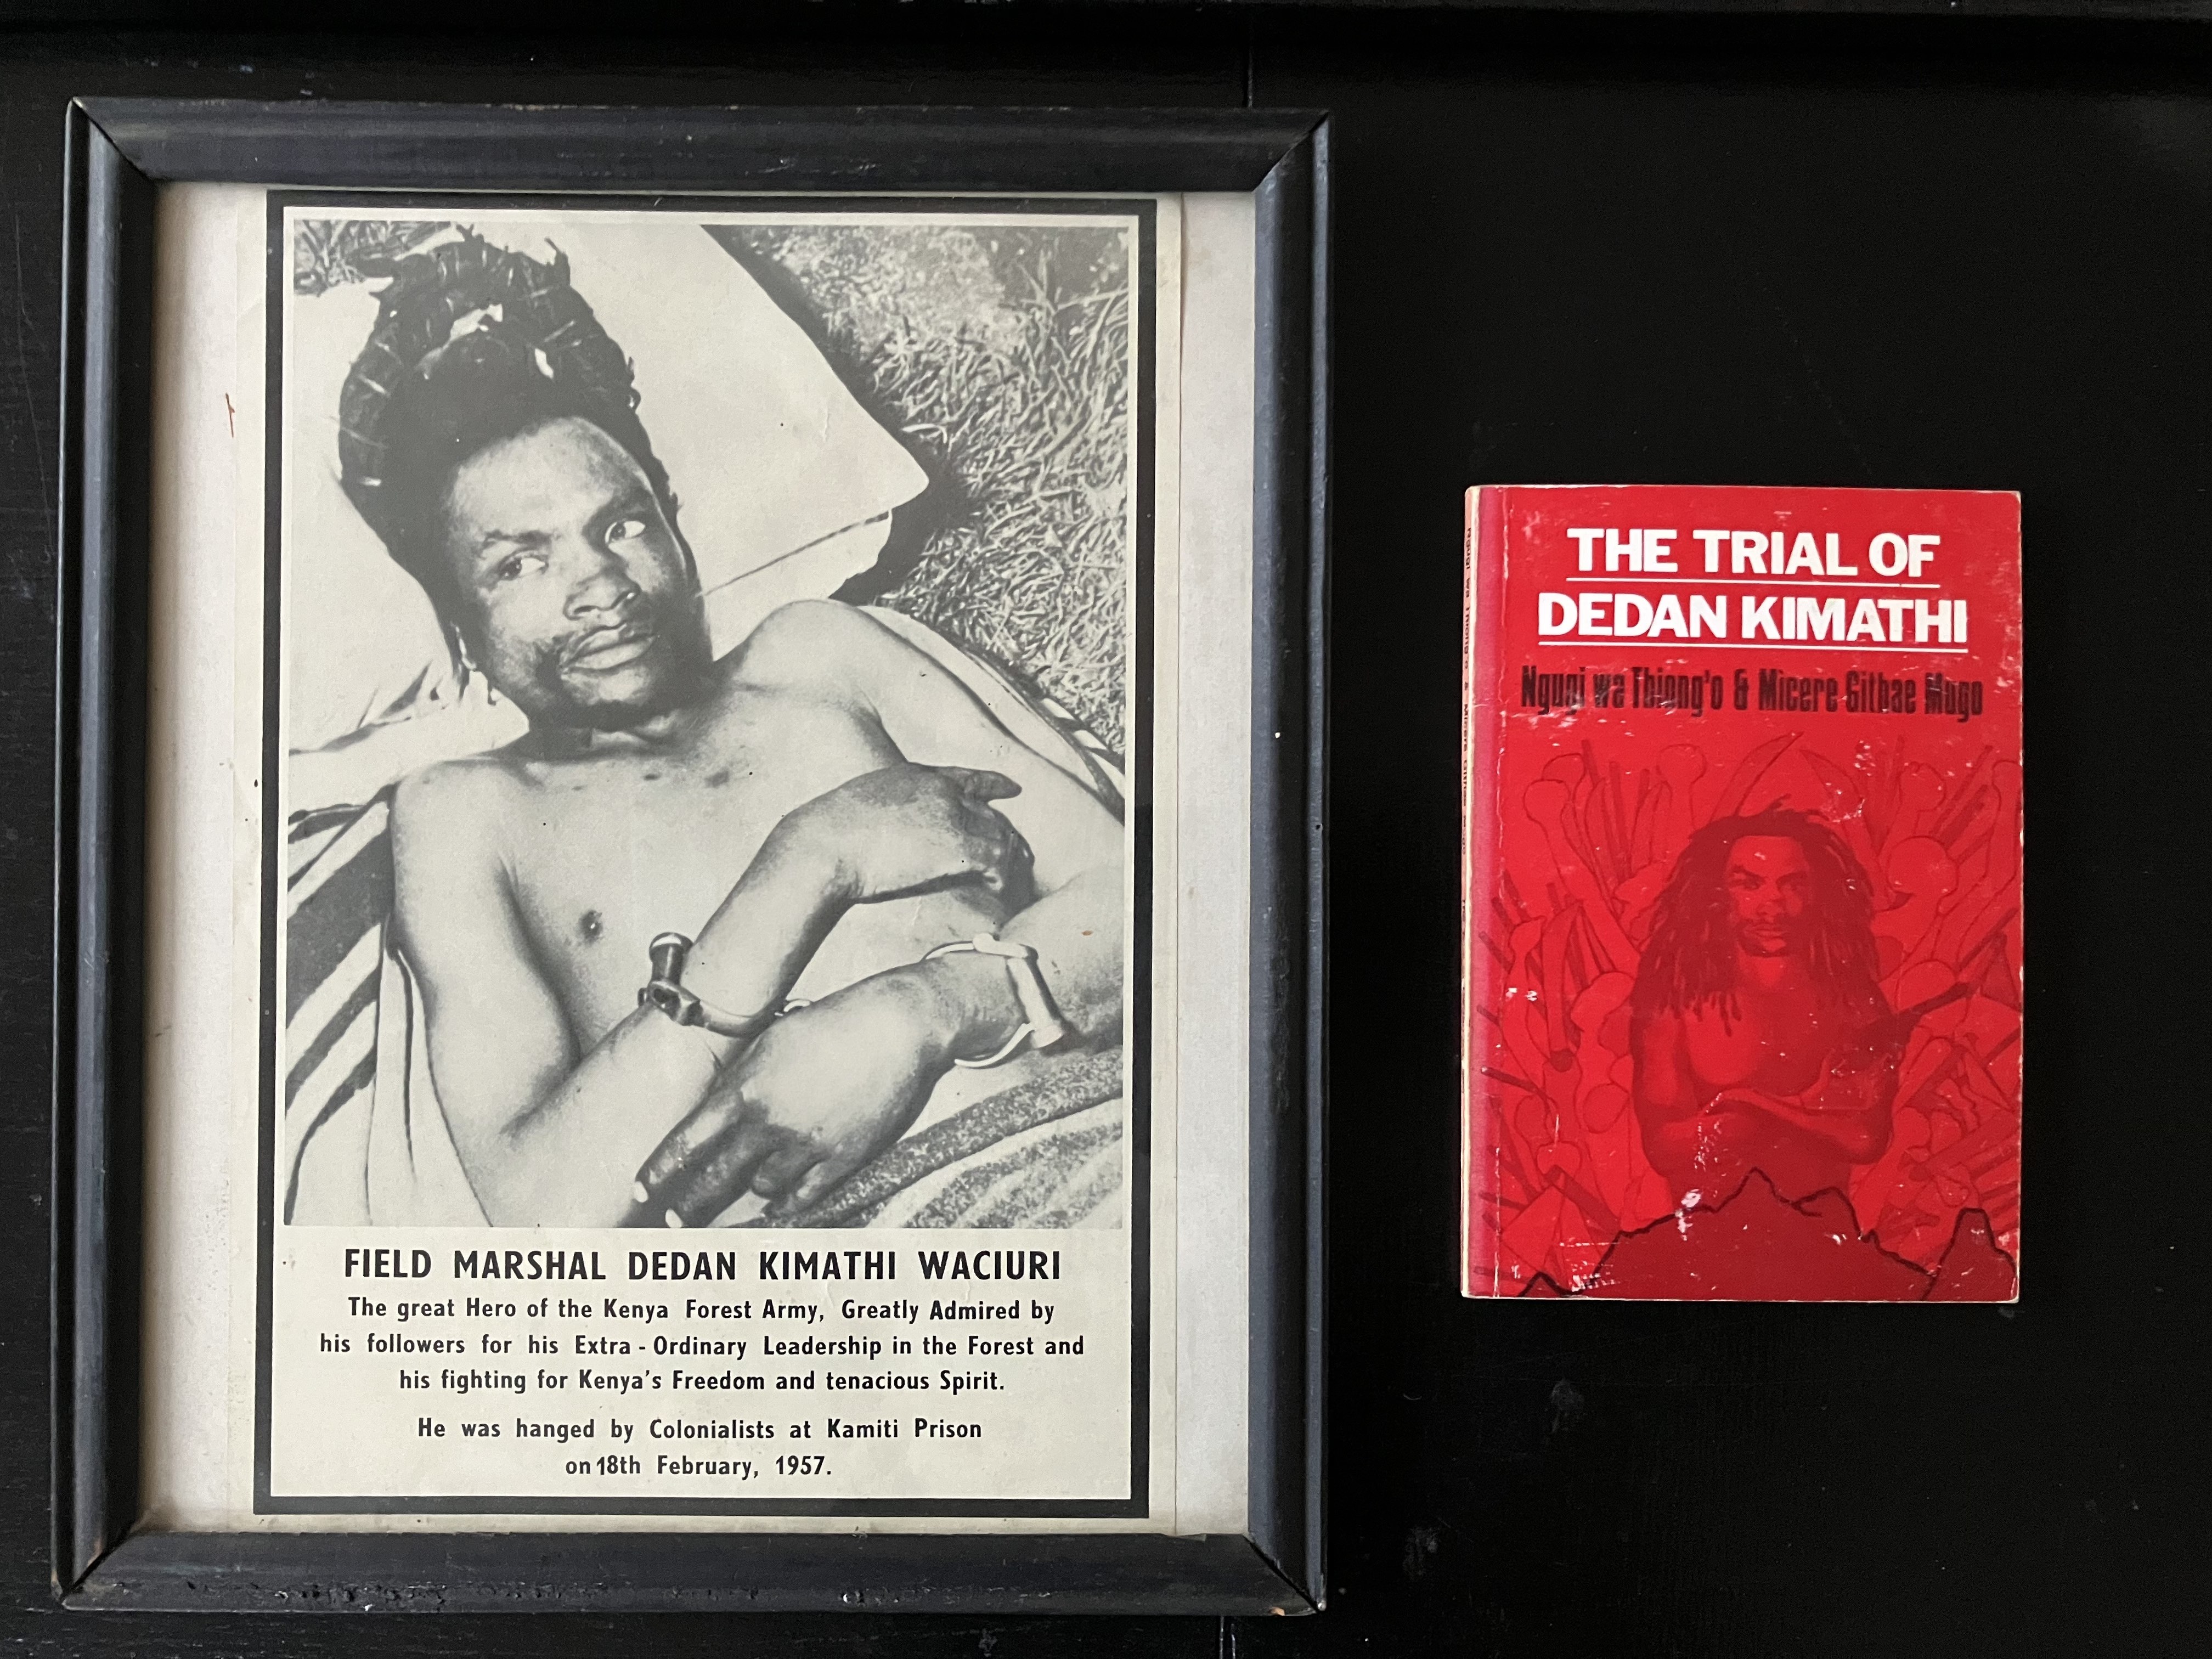 FIELD MARSHAL DEDAN KIMATHI WACIURI
The great Hero of the Kenya Forest Army, Greatly Admired by
his followers for his Extra - Ordinary Leadership in the Forest and
his fighting for Kenya's Freedom and tenacious Spirit.
He was hanged by Colonialists at Kamiti Prison
on 18th February, 1957.
THE TRIAL OF
DEDAN KIMATHI
Ngugi wa Thiong'o & Micere Githae Mugo